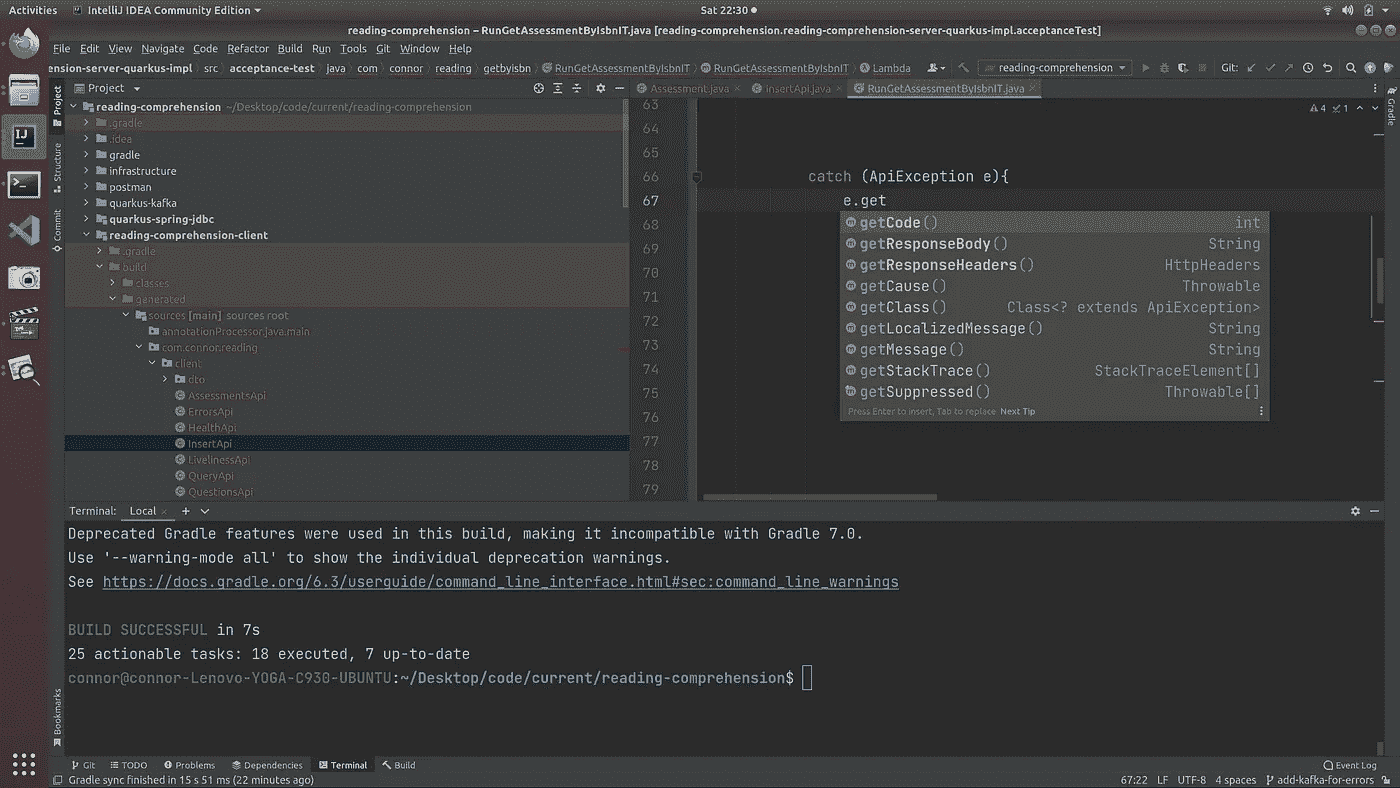 Activities IntelliJ IDEA Community Edition Sat 22:30
reading-comprehension – RunGetAssessmentByIsbnIT.java [reading-comprehension.reading-comprehension-server-quarkus-impl.acceptanceTest]
File Edit View Navigate Code Refactor Build Run Tools Git Window Help
ension-server-quarkus-impl src acceptance-test java com connor reading getbyisbn RunGetAssessmentByIsbnIT RunGetAssessmentByIsbnIT Lambda reading-comprehension Git:
Project Assessment.java InsertApi.java RunGetAssessmentByIsbnIT.java
Project
Structure
Commit
Bookmarks
Gradle
reading-comprehension ~/Desktop/code/current/reading-comprehension
.gradle
.idea
gradle
infrastructure
postman
quarkus-kafka
quarkus-spring-jdbc
reading-comprehension-client
.gradle
build
classes
generated
sources [main] sources root
annotationProcessor.java.main
com.connor.reading
client
dto
AssessmentsApi
ErrorsApi
HealthApi
InsertApi
LivelinessApi
QueryApi
QuestionsApi
4 1
63
64
65
66 catch (ApiException e){
67 e.get
68
69
70
71
72
73
74
75
76
77
78
79
getCode() int
getResponseBody() String
getResponseHeaders() HttpHeaders
getCause() Throwable
getClass() Class<? extends ApiException>
getLocalizedMessage() String
getMessage() String
getStackTrace() StackTraceElement[]
getSuppressed() Throwable[]
Press Enter to insert, Tab to replace Next Tip
Terminal: Local
Deprecated Gradle features were used in this build, making it incompatible with Gradle 7.0.
Use '--warning-mode all' to show the individual deprecation warnings.
See https://docs.gradle.org/6.3/userguide/command_line_interface.html#sec:command_line_warnings
BUILD SUCCESSFUL in 7s
25 actionable tasks: 18 executed, 7 up-to-date
connor@connor-Lenovo-YOGA-C930-UBUNTU:~/Desktop/code/current/reading-comprehension$
Git TODO Problems Dependencies Terminal Build Event Log
Gradle sync finished in 15 s 51 ms (22 minutes ago) 67:22 LF UTF-8 4 spaces add-kafka-for-errors